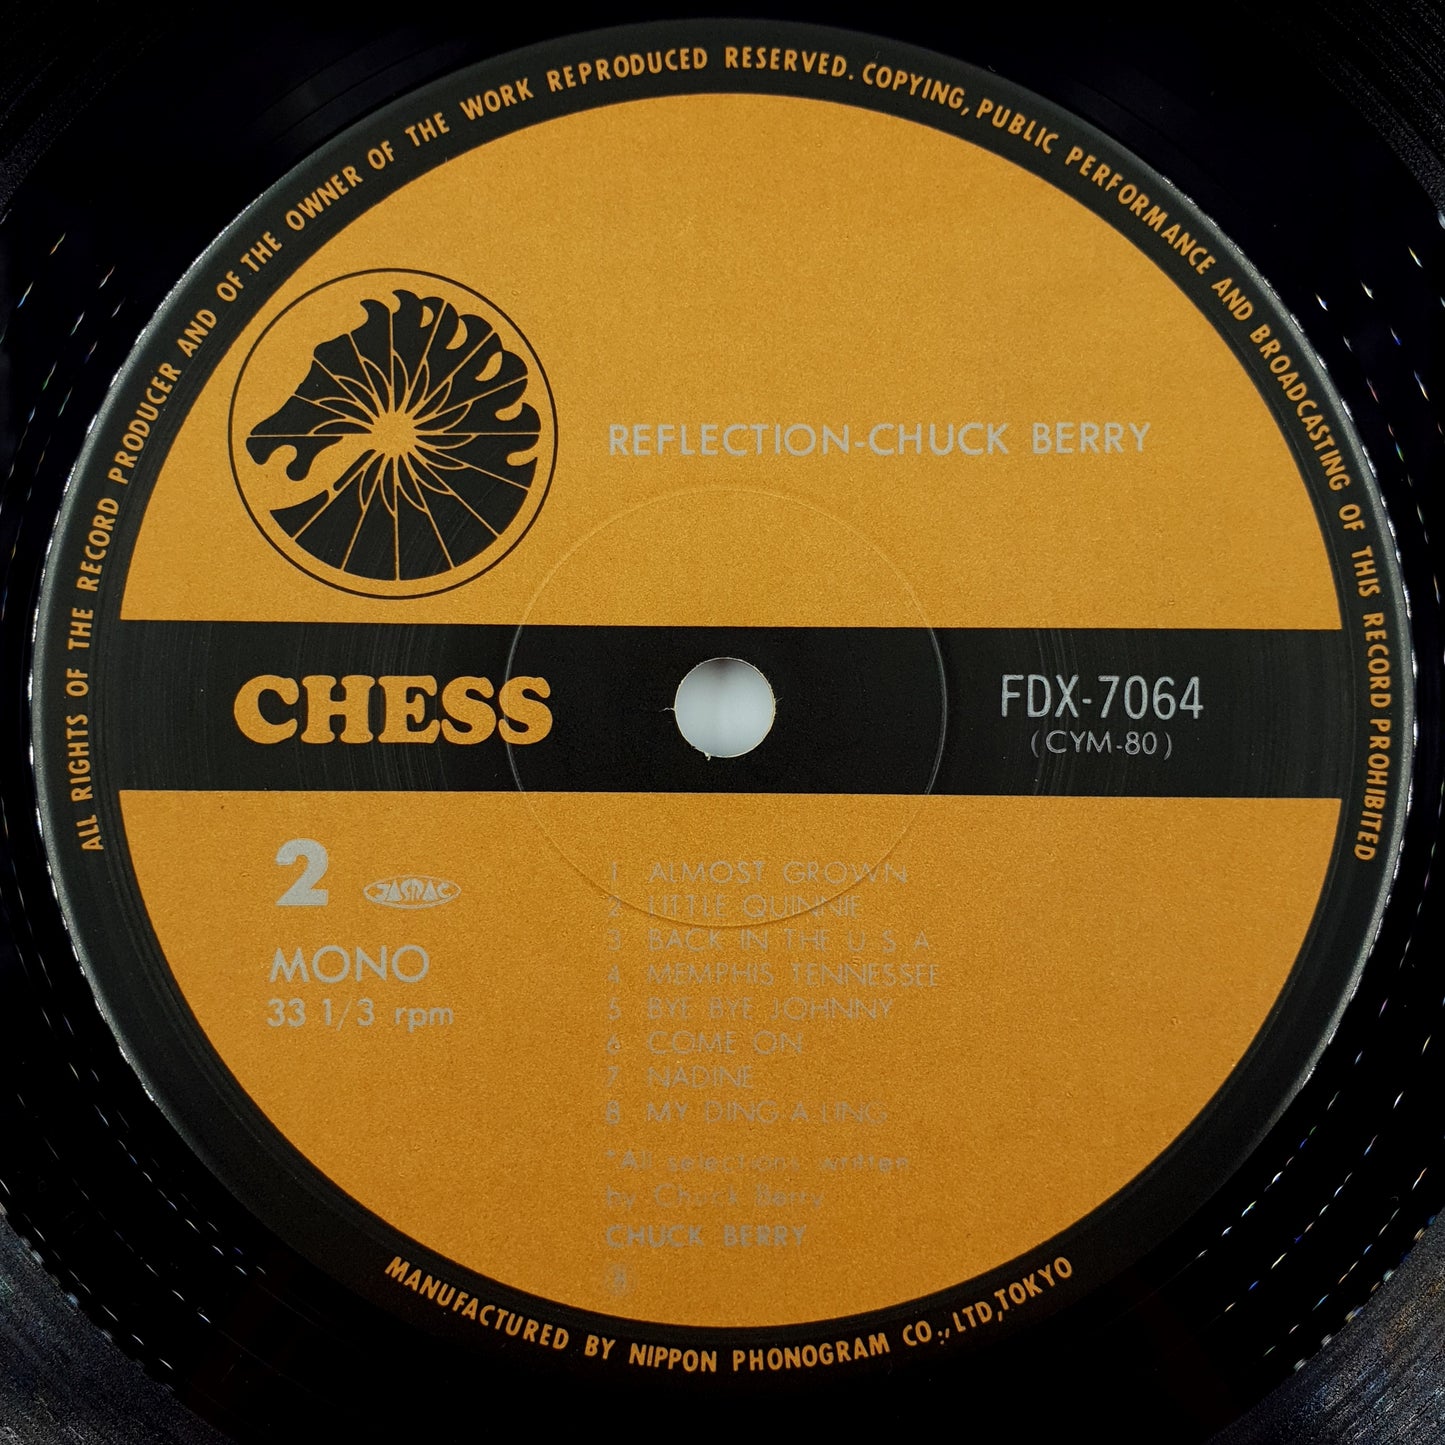 ALL RIGHTS OF THE RECORD PRODUCER AND OF THE OWNER OF THE WORK REPRODUCED RESERVED. COPYING, PUBLIC PERFORMANCE AND BROADCASTING OF THIS RECORD PROHIBITED
REFLECTION-CHUCK BERRY
CHESS
FDX-7064
(CYM-80)
2 JASRAC
MONO
33 1/3 rpm
1 ALMOST GROWN
2 LITTLE QUINNIE
3 BACK IN THE U S A
4 MEMPHIS TENNESSEE
5 BYE BYE JOHNNY
6 COME ON
7 NADINE
8 MY DING A LING
*All selections written
by Chuck Berry
CHUCK BERRY
MANUFACTURED BY NIPPON PHONOGRAM CO., LTD, TOKYO